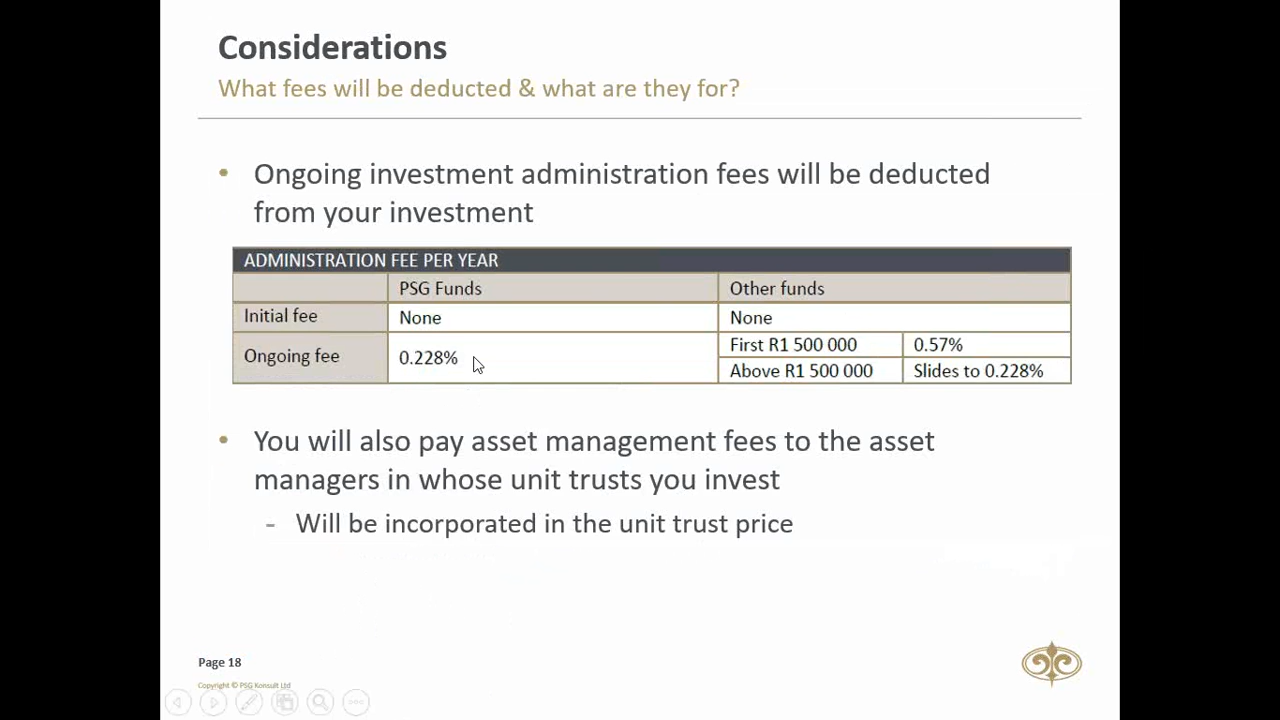 Considerations
What fees will be deducted & what are they for?
• Ongoing investment administration fees will be deducted
from your investment
ADMINISTRATION FEE PER YEAR
PSG Funds Other funds
Initial fee None None
Ongoing fee 0.228% First R1 500 000 0.57%
Above R1 500 000 Slides to 0.228%
• You will also pay asset management fees to the asset
managers in whose unit trusts you invest
- Will be incorporated in the unit trust price
Page 18
Copyright © PSG Konsult Ltd